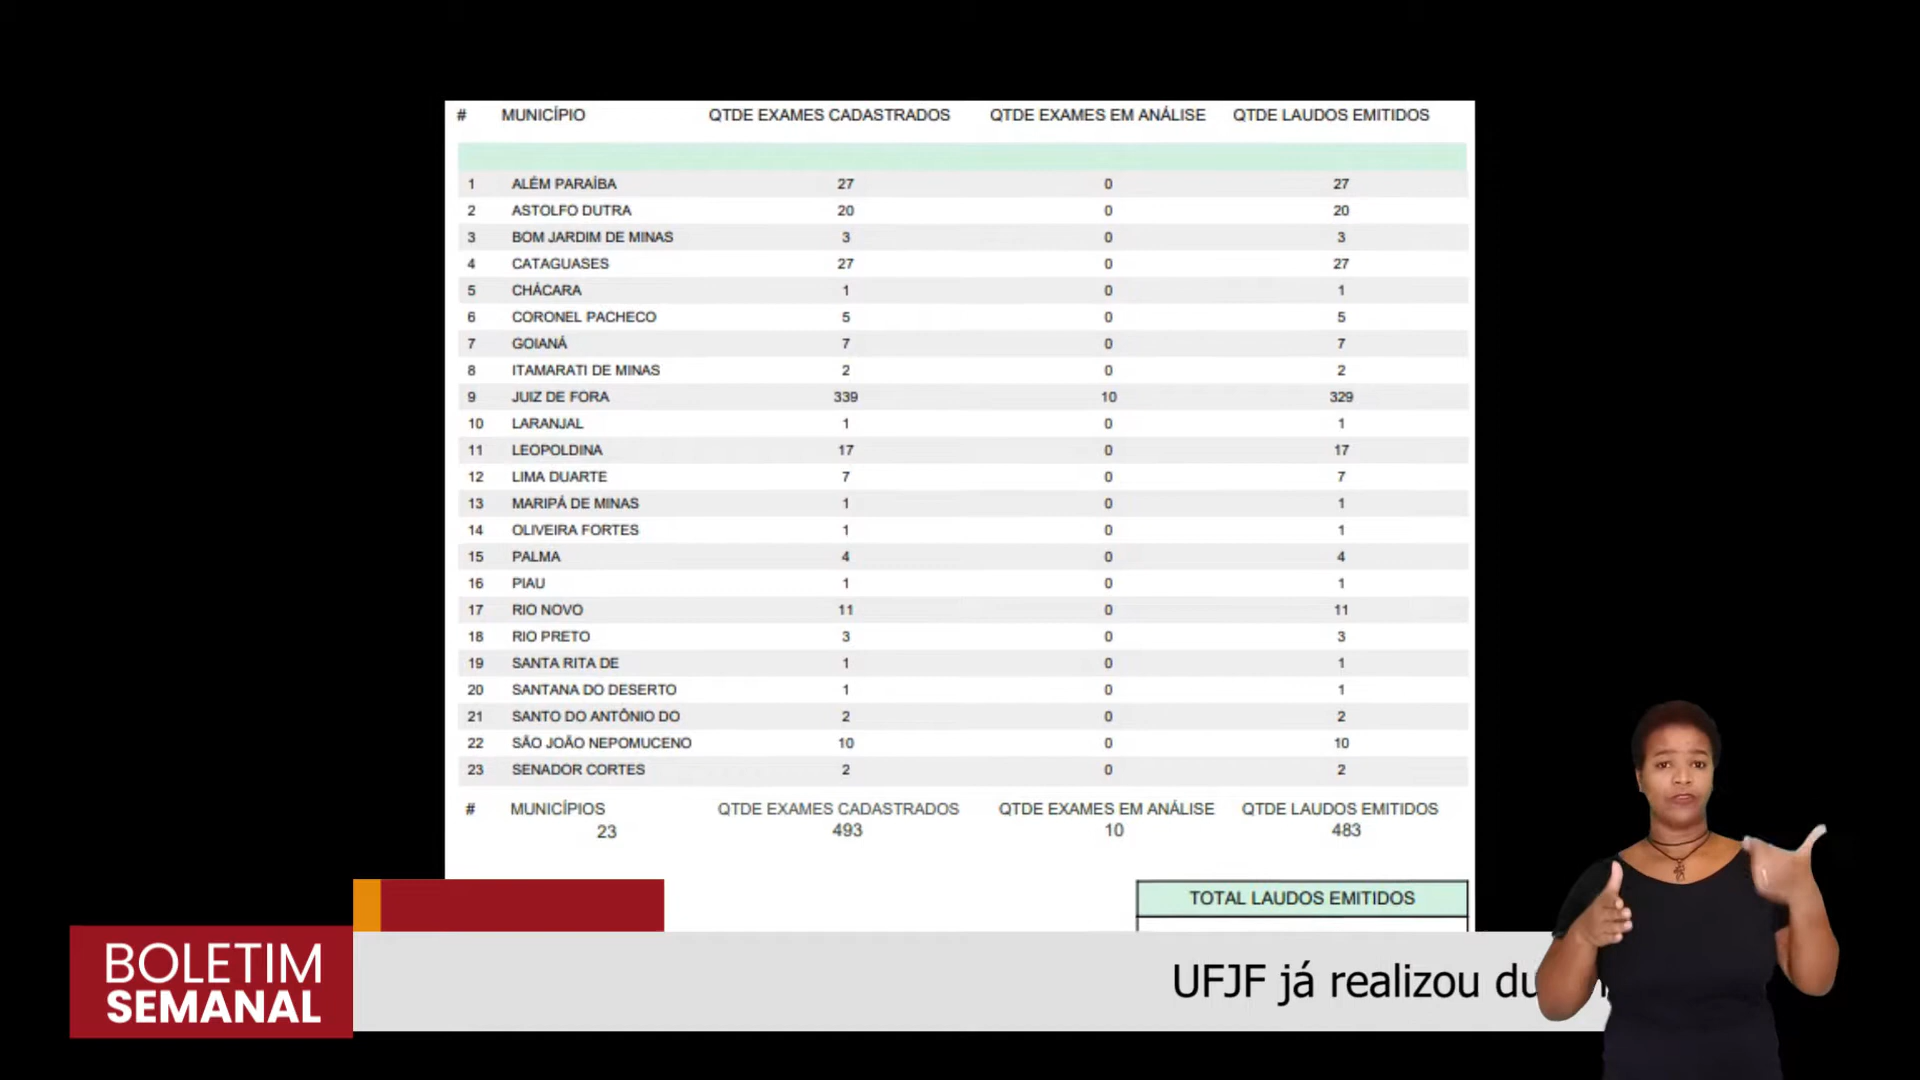 # MUNICÍPIO QTDE EXAMES CADASTRADOS QTDE EXAMES EM ANÁLISE QTDE LAUDOS EMITIDOS
1 ALÉM PARAÍBA 27 0 27
2 ASTOLFO DUTRA 20 0 20
3 BOM JARDIM DE MINAS 3 0 3
4 CATAGUASES 27 0 27
5 CHÁCARA 1 0 1
6 CORONEL PACHECO 5 0 5
7 GOIANÁ 7 0 7
8 ITAMARATI DE MINAS 2 0 2
9 JUIZ DE FORA 339 10 329
10 LARANJAL 1 0 1
11 LEOPOLDINA 17 0 17
12 LIMA DUARTE 7 0 7
13 MARIPÁ DE MINAS 1 0 1
14 OLIVEIRA FORTES 1 0 1
15 PALMA 4 0 4
16 PIAU 1 0 1
17 RIO NOVO 11 0 11
18 RIO PRETO 3 0 3
19 SANTA RITA DE 1 0 1
20 SANTANA DO DESERTO 1 0 1
21 SANTO DO ANTÔNIO DO 2 0 2
22 SÃO JOÃO NEPOMUCENO 10 0 10
23 SENADOR CORTES 2 0 2
# MUNICÍPIOS QTDE EXAMES CADASTRADOS QTDE EXAMES EM ANÁLISE QTDE LAUDOS EMITIDOS
23 493 10 483
TOTAL LAUDOS EMITIDOS
BOLETIM
SEMANAL
UFJF já realizou